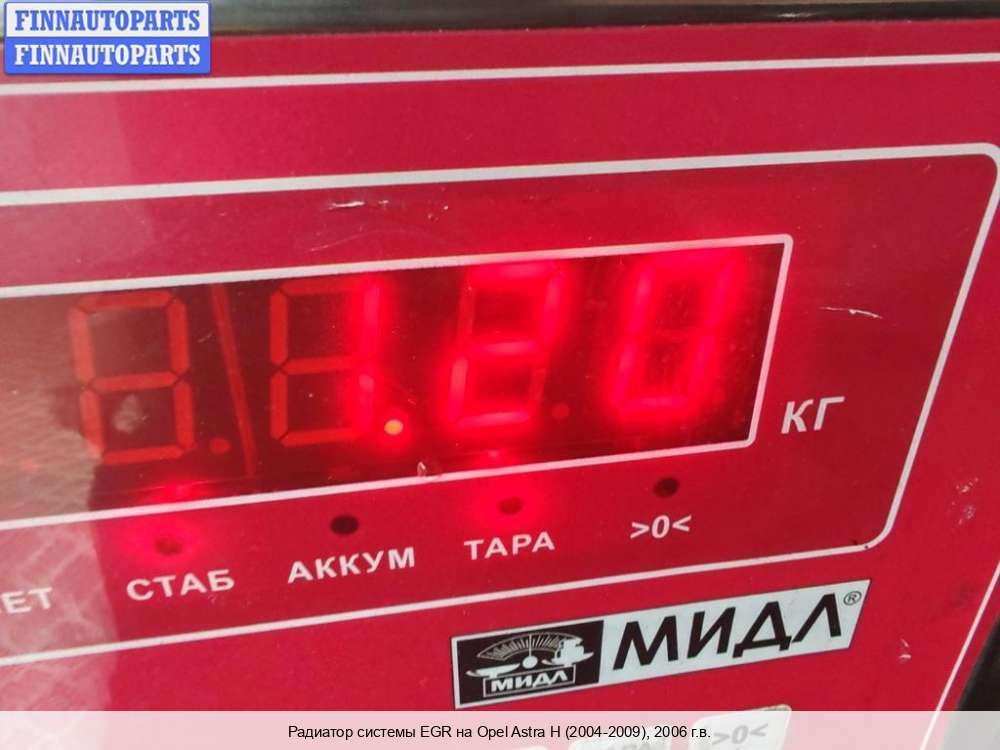 FINNAUTOPARTS
FINNAUTOPARTS
1.20
КГ
СТАБ АККУМ ТАРА >0<
МИДЛ МИДЛ®
>0<
Радиатор системы EGR на Opel Astra H (2004-2009), 2006 г.в.